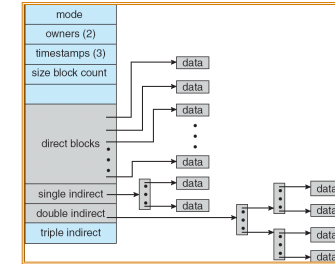 mode
owners (2)
timestamps (3)
size block count
direct blocks
single indirect
double indirect
triple indirect
data
data
data
data
data
data
data
data
data
data